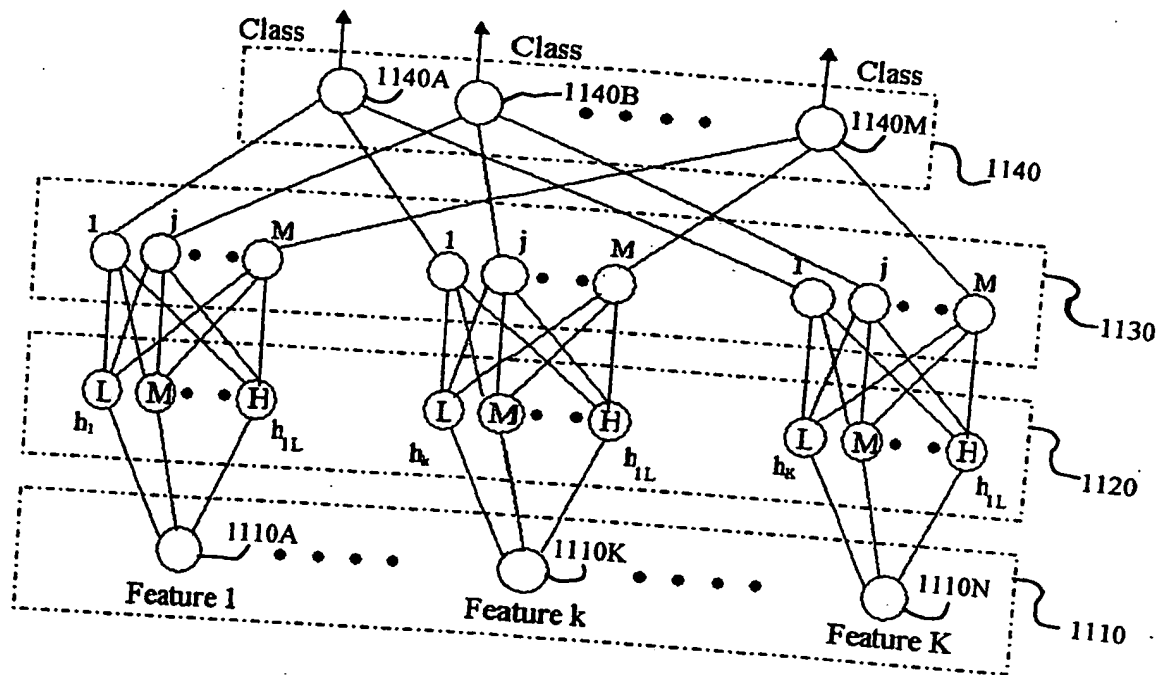 Class Class Class
1140A 1140B 1140M
1140
1 j M 1 j M 1 j M
1130
L M H L M H L M H
h₁ h₁L hₖ h₁L h_K h₁L
1120
1110A 1110K 1110N
Feature 1 Feature k Feature K
1110